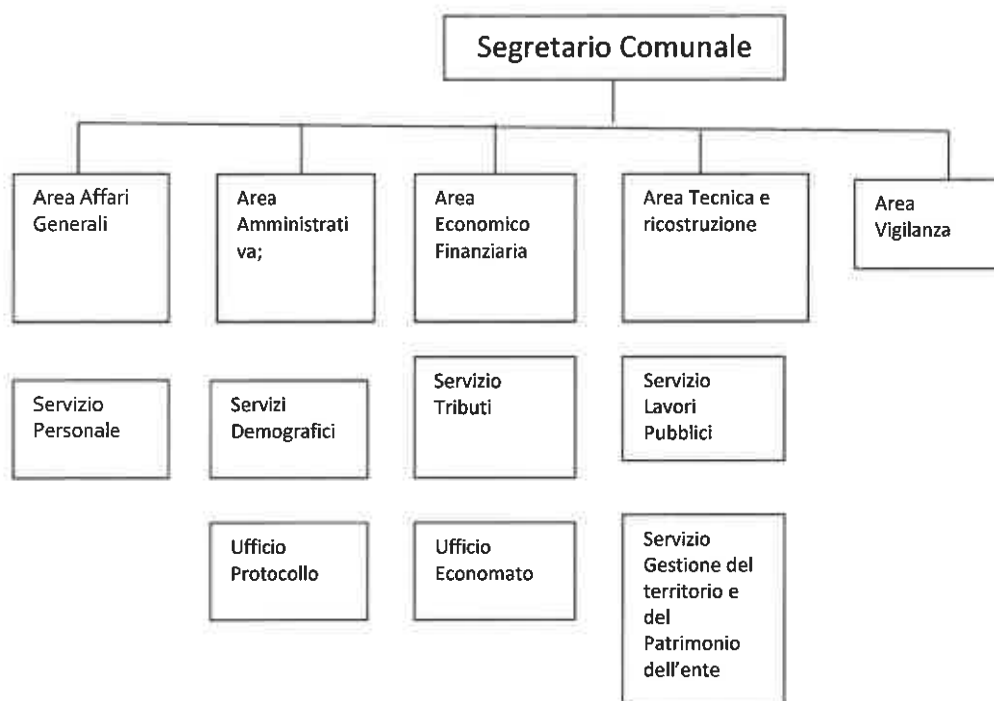 Segretario Comunale
Area Affari
Generali
Area
Amministrati
va;
Area
Economico
Finanziaria
Area Tecnica e
ricostruzione
Area
Vigilanza
Servizio
Personale
Servizi
Demografici
Servizio
Tributi
Servizio
Lavori
Pubblici
Ufficio
Protocollo
Ufficio
Economato
Servizio
Gestione del
territorio e
del
Patrimonio
dell'ente